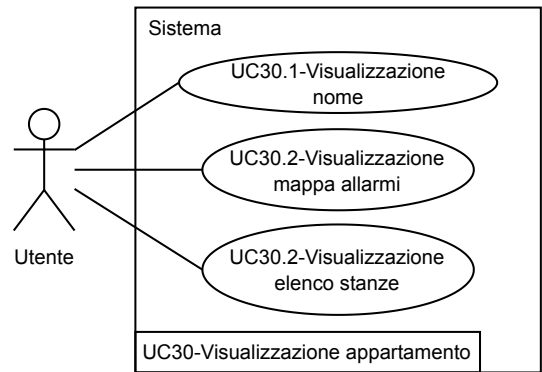 Sistema
UC30.1-Visualizzazione
nome
UC30.2-Visualizzazione
mappa allarmi
Utente
UC30.2-Visualizzazione
elenco stanze
UC30-Visualizzazione appartamento